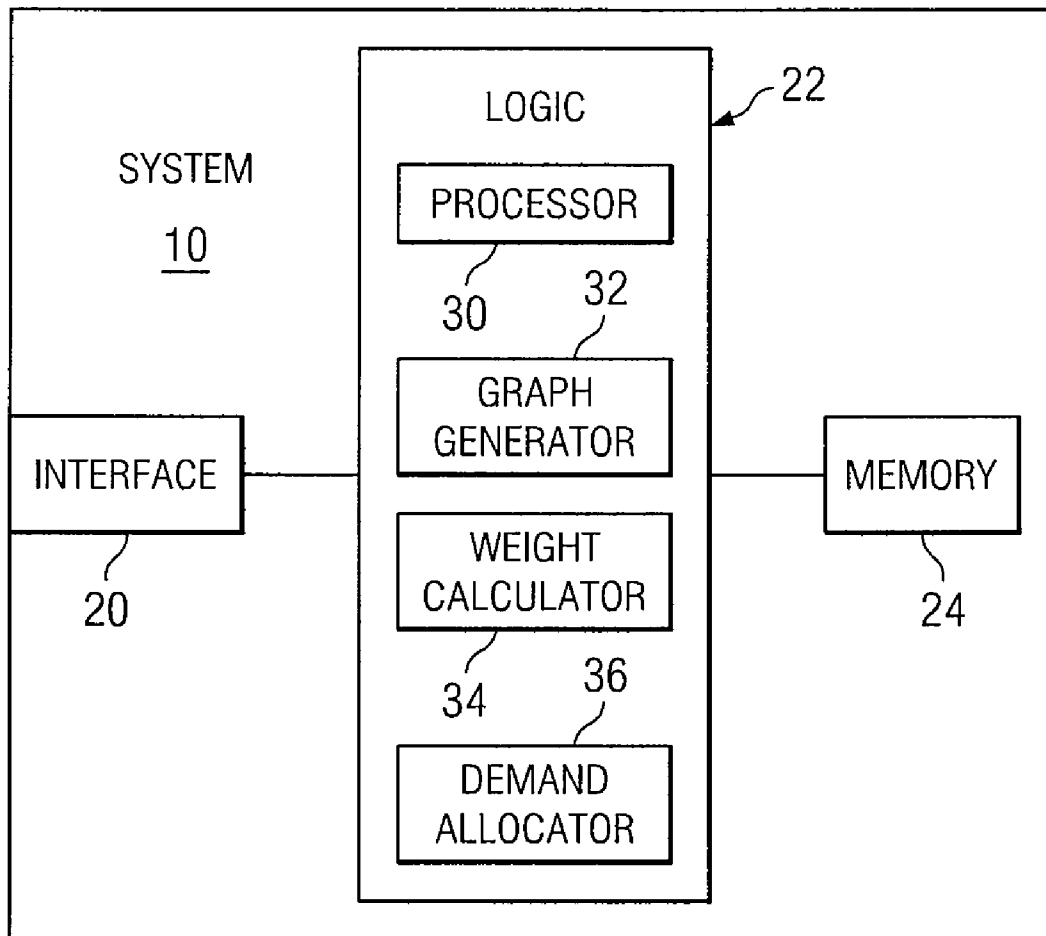 SYSTEM
10
LOGIC
22
PROCESSOR
30
32
GRAPH
GENERATOR
INTERFACE
20
WEIGHT
CALCULATOR
34
36
DEMAND
ALLOCATOR
MEMORY
24